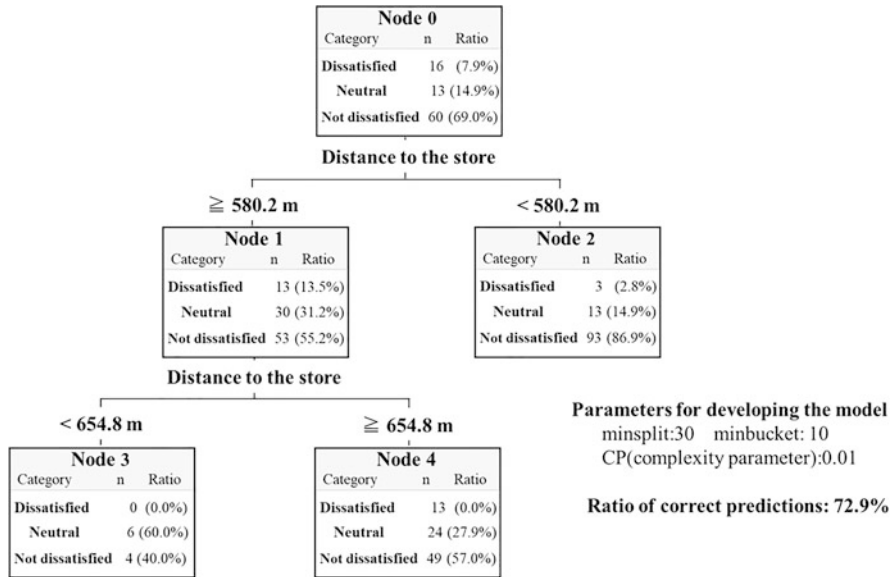 Node 0
Category n Ratio
Dissatisfied 16 (7.9%)
Neutral 13 (14.9%)
Not dissatisfied 60 (69.0%)
Distance to the store
≧ 580.2 m < 580.2 m
Node 1
Category n Ratio
Dissatisfied 13 (13.5%)
Neutral 30 (31.2%)
Not dissatisfied 53 (55.2%)
Node 2
Category n Ratio
Dissatisfied 3 (2.8%)
Neutral 13 (14.9%)
Not dissatisfied 93 (86.9%)
Distance to the store
< 654.8 m ≧ 654.8 m
Node 3
Category n Ratio
Dissatisfied 0 (0.0%)
Neutral 6 (60.0%)
Not dissatisfied 4 (40.0%)
Node 4
Category n Ratio
Dissatisfied 13 (0.0%)
Neutral 24 (27.9%)
Not dissatisfied 49 (57.0%)
Parameters for developing the model
minsplit:30 minbucket: 10
CP(complexity parameter):0.01
Ratio of correct predictions: 72.9%